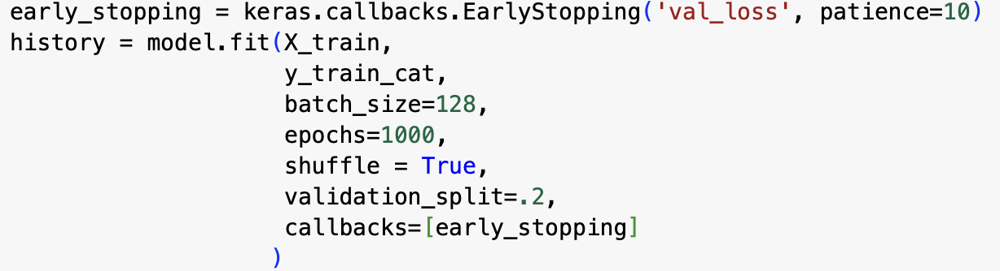 early_stopping = keras.callbacks.EarlyStopping('val_loss', patience=10)
history = model.fit(X_train,
                    y_train_cat,
                    batch_size=128,
                    epochs=1000,
                    shuffle = True,
                    validation_split=.2,
                    callbacks=[early_stopping]
                   )